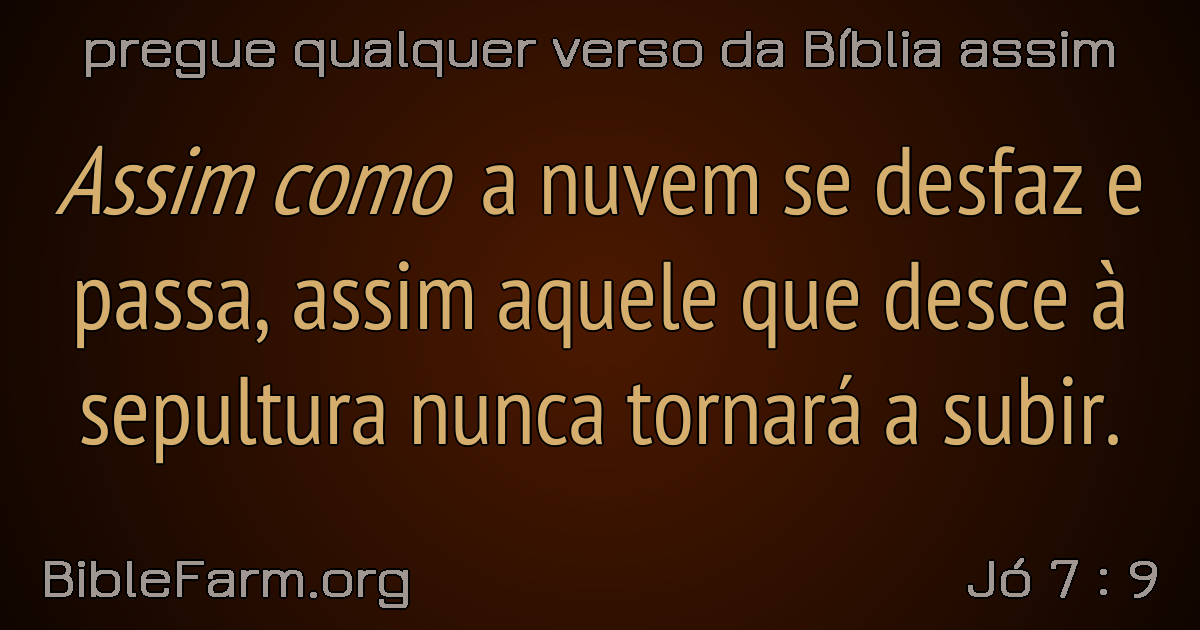 pregue qualquer verso da Bíblia assim
Assim como a nuvem se desfaz e
passa, assim aquele que desce à
sepultura nunca tornará a subir.
BibleFarm.org
Jó 7 : 9